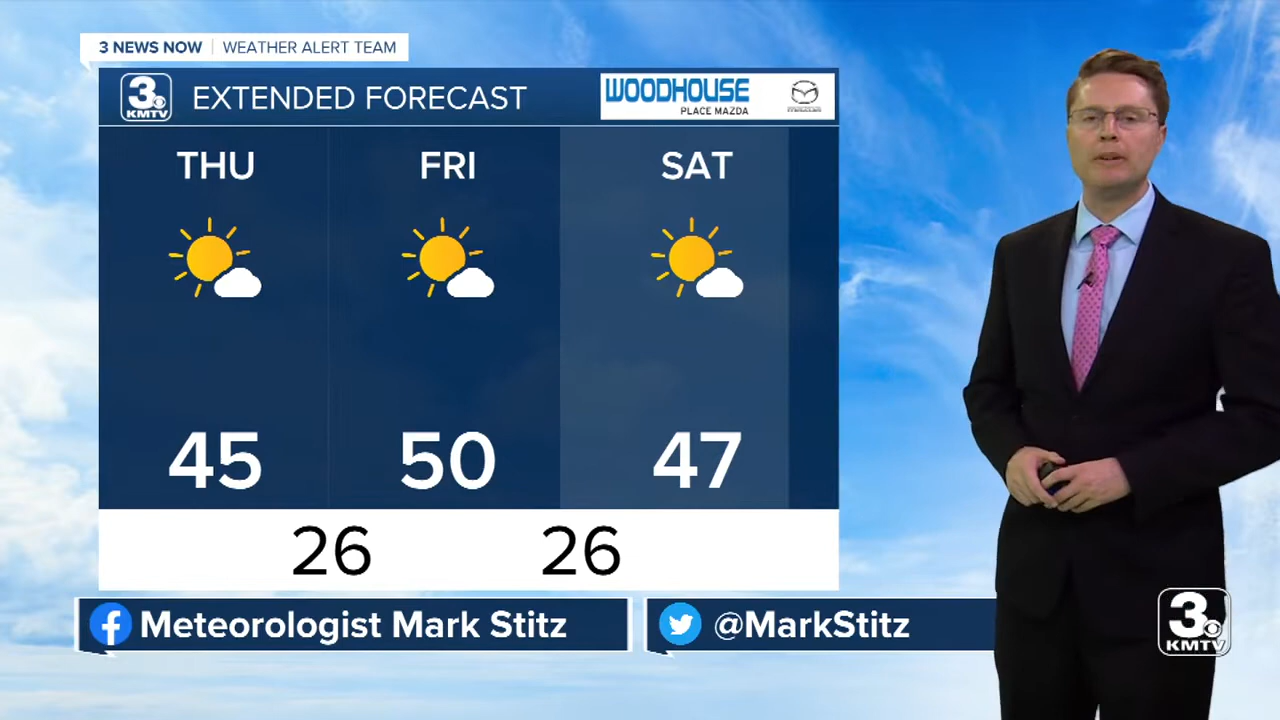 3 NEWS NOW | WEATHER ALERT TEAM
3 KMTV
EXTENDED FORECAST
WOODHOUSE
PLACE MAZDA
THU FRI SAT
45 50 47
26 26
Meteorologist Mark Stitz
@MarkStitz
3
KMTV